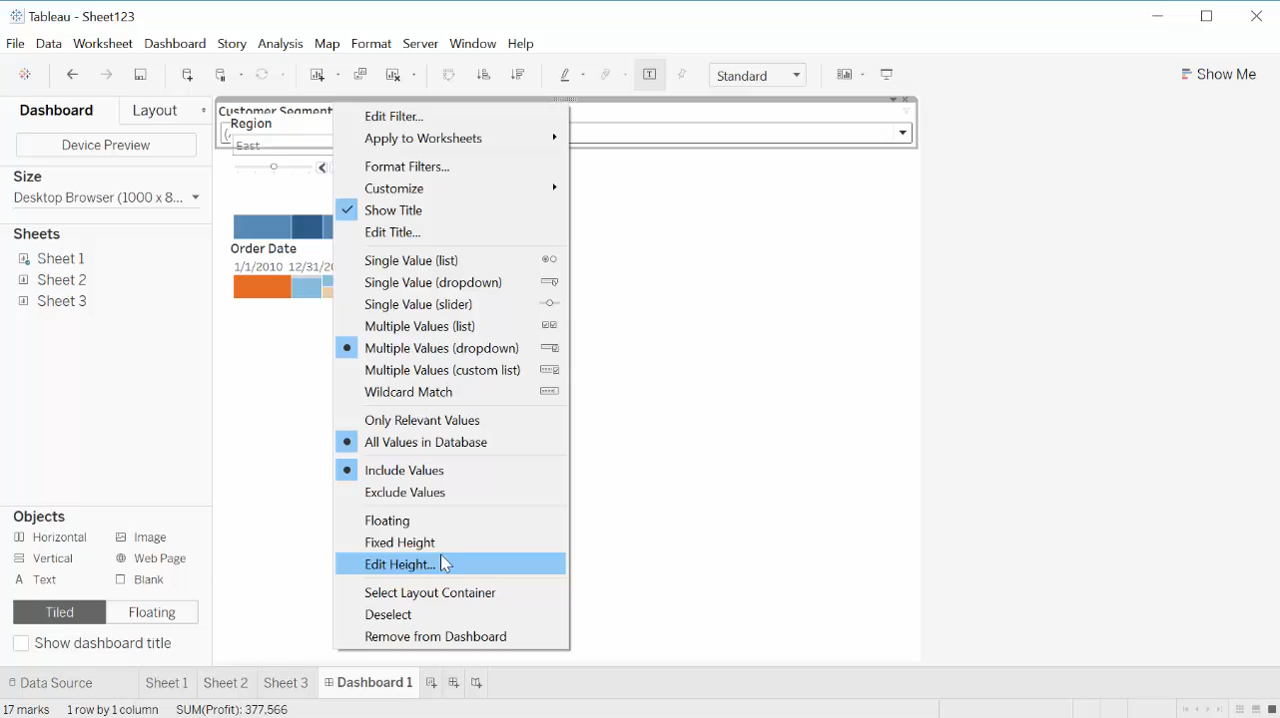 Tableau - Sheet123
File Data Worksheet Dashboard Story Analysis Map Format Server Window Help
Standard
Show Me
Dashboard Layout
Device Preview
Size
Desktop Browser (1000 x 8...
Sheets
Sheet 1
Sheet 2
Sheet 3
Objects
Horizontal Image
Vertical Web Page
A Text Blank
Tiled Floating
Show dashboard title
Customer Segment
Region
East
Order Date
1/1/2010 12/31/20
Edit Filter...
Apply to Worksheets
Format Filters...
Customize
Show Title
Edit Title...
Single Value (list)
Single Value (dropdown)
Single Value (slider)
Multiple Values (list)
Multiple Values (dropdown)
Multiple Values (custom list)
Wildcard Match
Only Relevant Values
All Values in Database
Include Values
Exclude Values
Floating
Fixed Height
Edit Height...
Select Layout Container
Deselect
Remove from Dashboard
Data Source Sheet 1 Sheet 2 Sheet 3 Dashboard 1
17 marks 1 row by 1 column SUM(Profit): 377,566